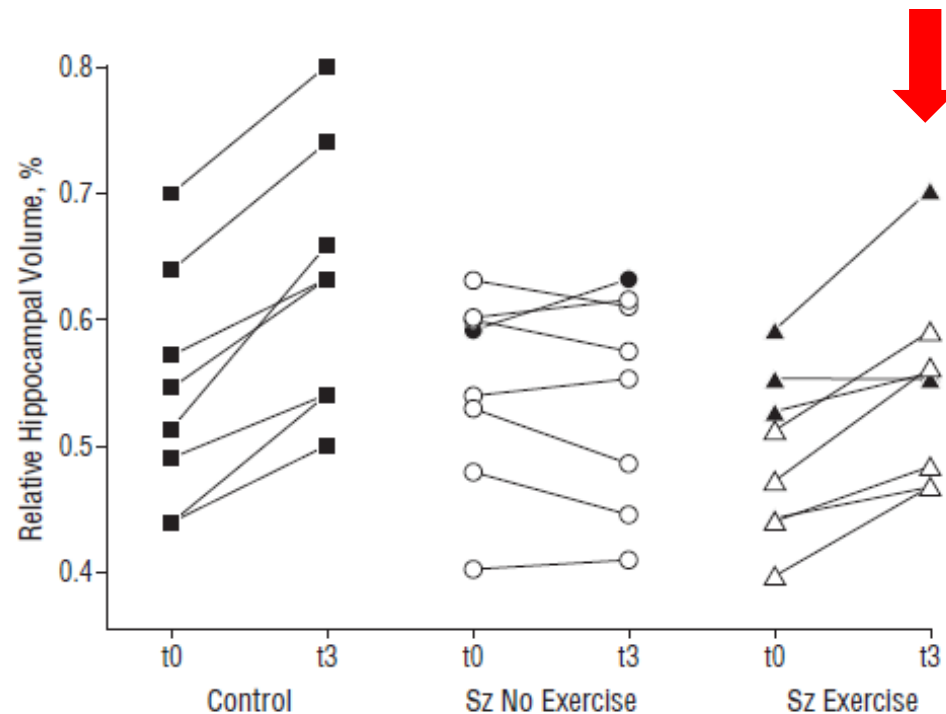 Relative Hippocampal Volume, %
0.8
0.7
0.6
0.5
0.4
t0 t3 t0 t3 t0 t3
Control Sz No Exercise Sz Exercise